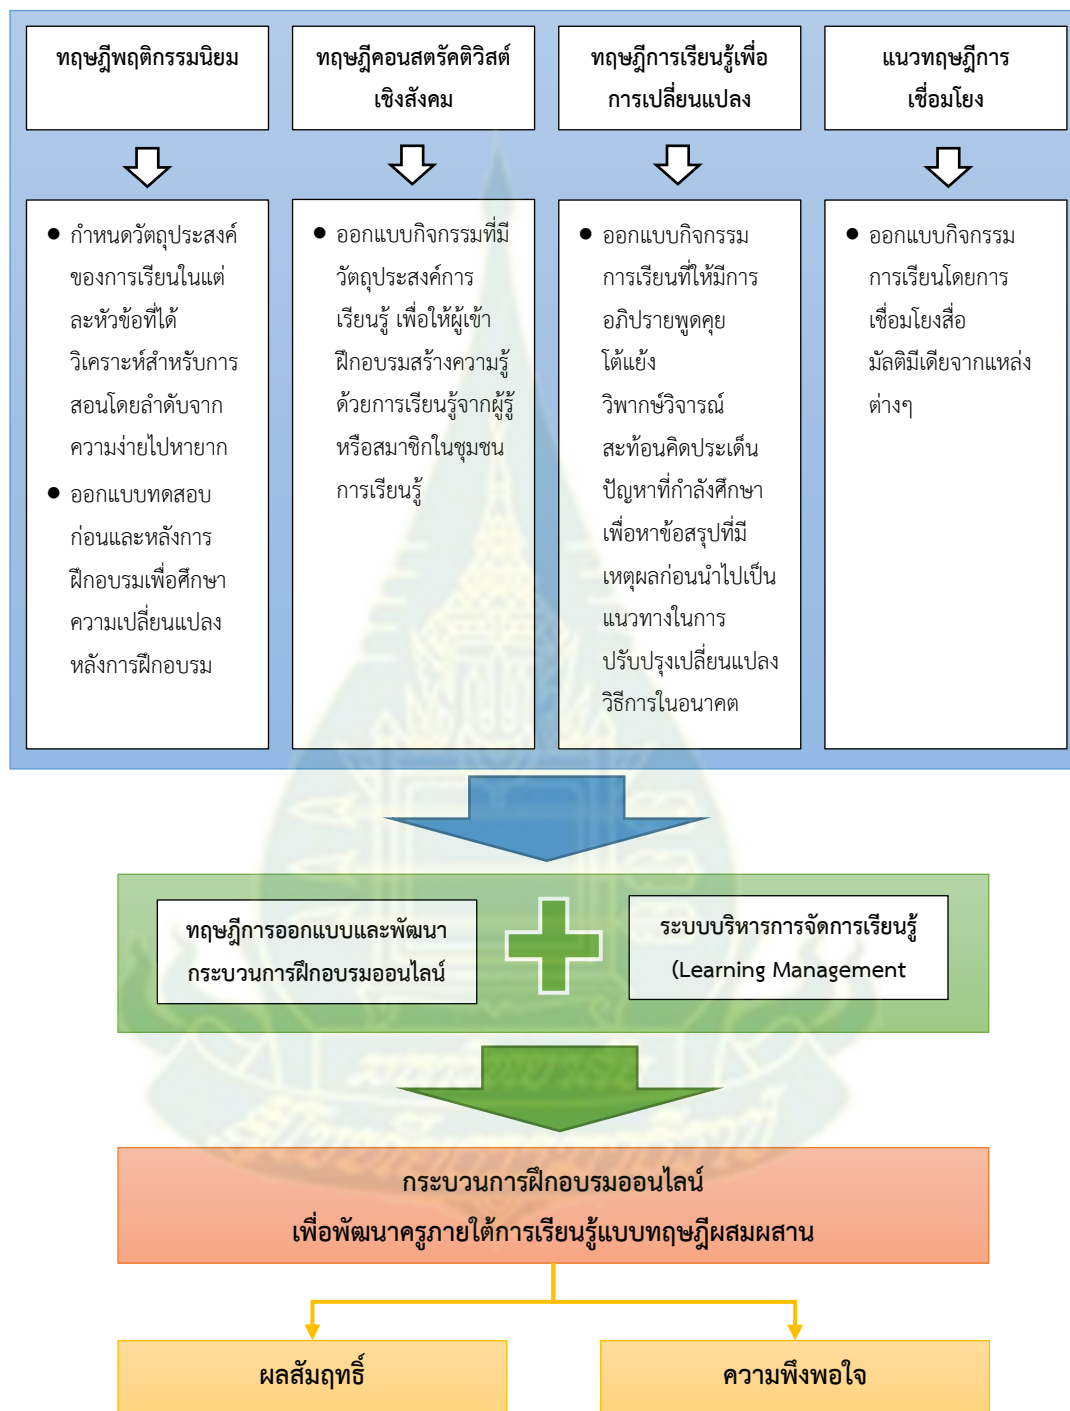 ทฤษฎีพฤติกรรมนิยม
ทฤษฎีคอนสตรัคติวิสต์
เชิงสังคม
ทฤษฎีการเรียนรู้เพื่อ
การเปลี่ยนแปลง
แนวทฤษฎีการ
เชื่อมโยง
● กำหนดวัตถุประสงค์
ของการเรียนในแต่
ละหัวข้อที่ได้
วิเคราะห์สำหรับการ
สอนโดยลำดับจาก
ความง่ายไปหายาก
● ออกแบบทดสอบ
ก่อนและหลังการ
ฝึกอบรมเพื่อศึกษา
ความเปลี่ยนแปลง
หลังการฝึกอบรม
● ออกแบบกิจกรรมที่มี
วัตถุประสงค์การ
เรียนรู้ เพื่อให้ผู้เข้า
ฝึกอบรมสร้างความรู้
ด้วยการเรียนรู้จากผู้รู้
หรือสมาชิกในชุมชน
การเรียนรู้
● ออกแบบกิจกรรม
การเรียนที่ให้มีการ
อภิปรายพูดคุย
โต้แย้ง
วิพากษ์วิจารณ์
สะท้อนคิดประเด็น
ปัญหาที่กำลังศึกษา
เพื่อหาข้อสรุปที่มี
เหตุผลก่อนนำไปเป็น
แนวทางในการ
ปรับปรุงเปลี่ยนแปลง
วิธีการในอนาคต
● ออกแบบกิจกรรม
การเรียนโดยการ
เชื่อมโยงสื่อ
มัลติมีเดียจากแหล่ง
ต่างๆ
ทฤษฎีการออกแบบและพัฒนา
กระบวนการฝึกอบรมออนไลน์
ระบบบริหารการจัดการเรียนรู้
(Learning Management
กระบวนการฝึกอบรมออนไลน์
เพื่อพัฒนาครูภายใต้การเรียนรู้แบบทฤษฎีผสมผสาน
ผลสัมฤทธิ์
ความพึงพอใจ